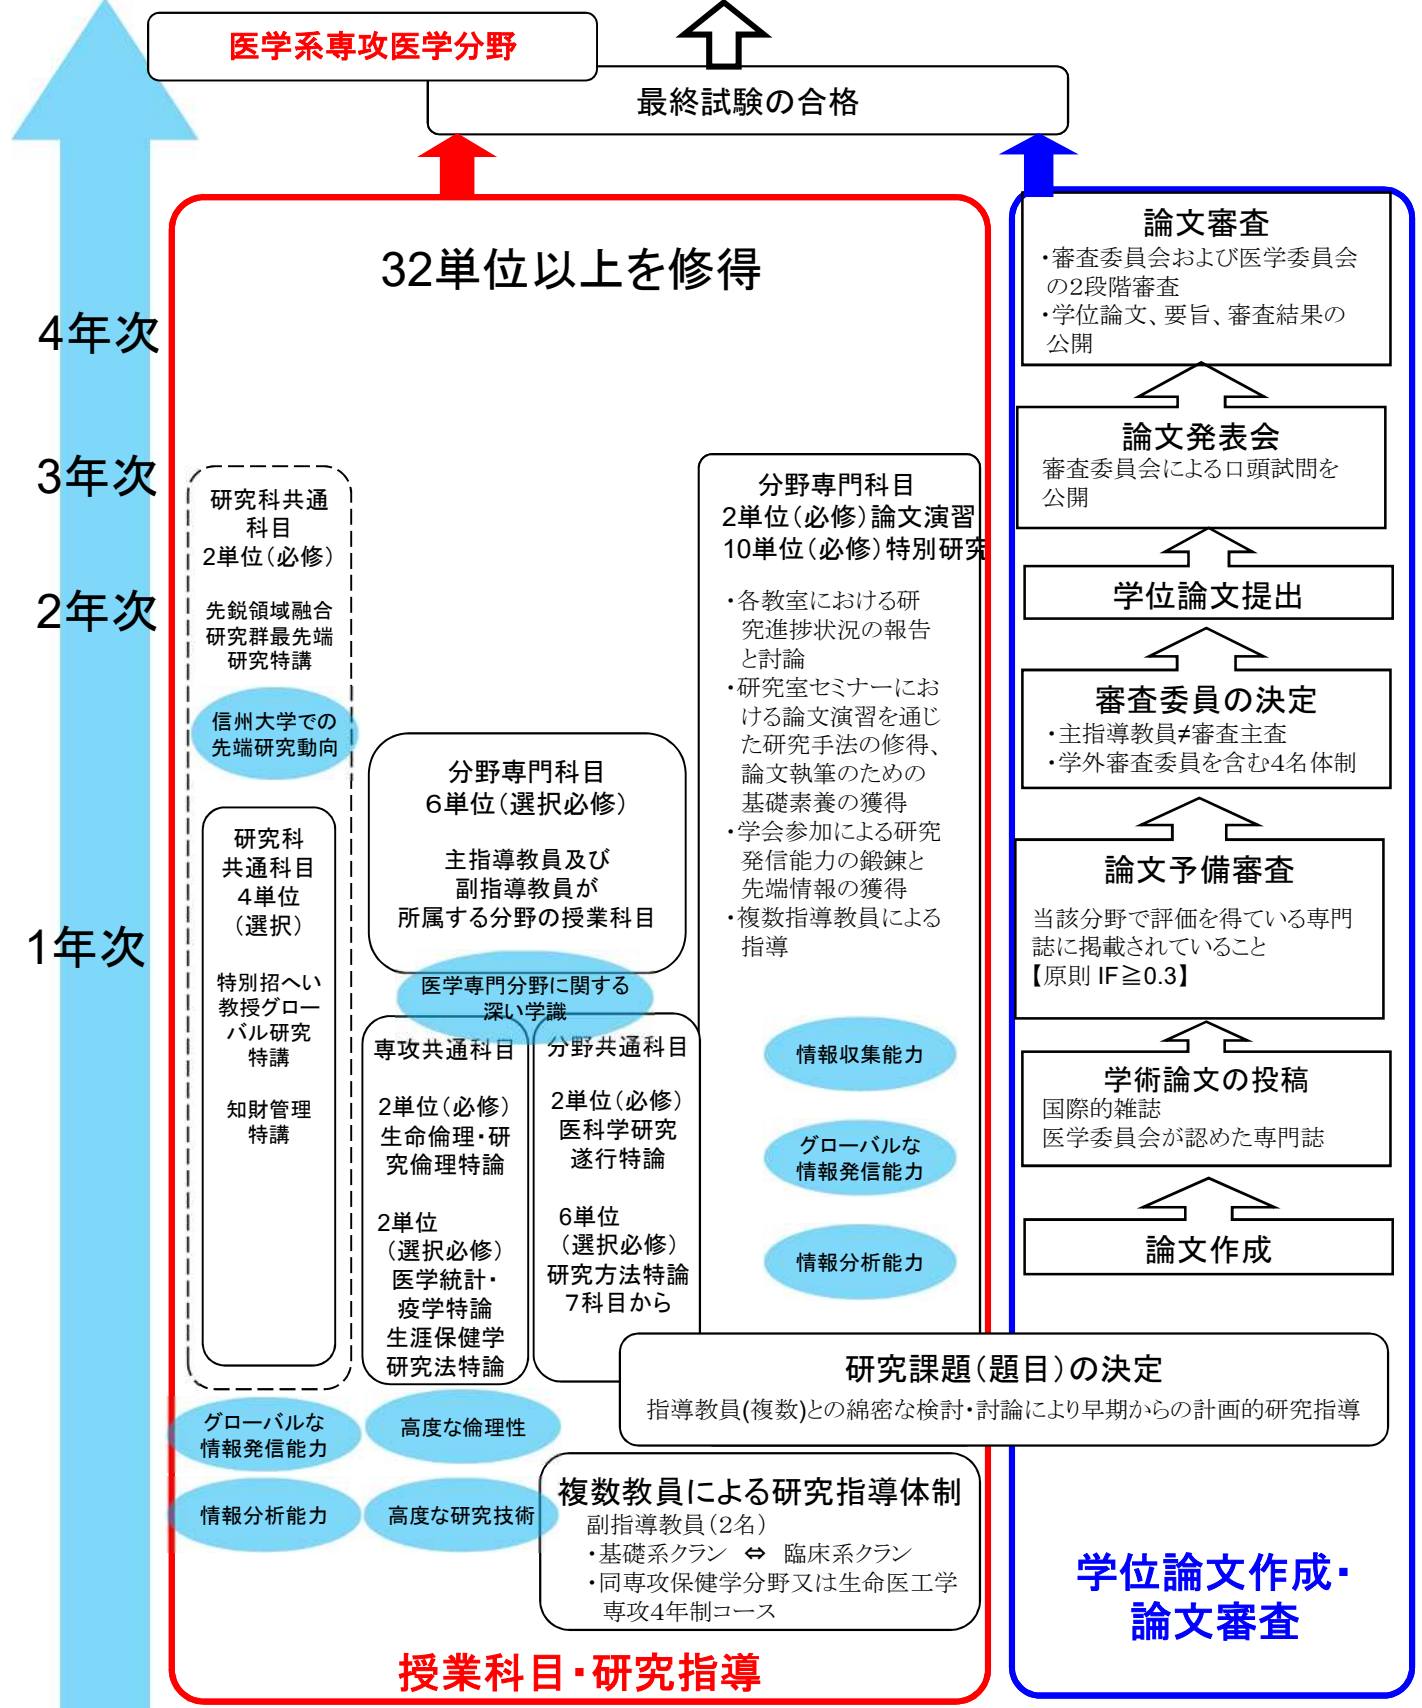 医学系専攻医学分野
最終試験の合格
32単位以上を修得
4年次
3年次
2年次
1年次
研究科共通
科目
2単位(必修)
先鋭領域融合
研究群最先端
研究特講
信州大学での
先端研究動向
研究科
共通科目
4単位
(選択)
特別招へい
教授グロー
バル研究
特講
知財管理
特講
グローバルな
情報発信能力
情報分析能力
分野専門科目
6単位(選択必修)
主指導教員及び
副指導教員が
所属する分野の授業科目
医学専門分野に関する
深い学識
専攻共通科目
2単位(必修)
生命倫理・研
究倫理特論
2単位
(選択必修)
医学統計・
疫学特論
生涯保健学
研究法特論
高度な倫理性
高度な研究技術
分野共通科目
2単位(必修)
医科学研究
遂行特論
6単位
(選択必修)
研究方法特論
7科目から
分野専門科目
2単位(必修)論文演習
10単位(必修)特別研究
・各教室における研
究進捗状況の報告
と討論
・研究室セミナーにお
ける論文演習を通じ
た研究手法の修得、
論文執筆のための
基礎素養の獲得
・学会参加による研究
発信能力の鍛錬と
先端情報の獲得
・複数指導教員による
指導
情報収集能力
グローバルな
情報発信能力
情報分析能力
研究課題(題目)の決定
指導教員(複数)との綿密な検討・討論により早期からの計画的研究指導
複数教員による研究指導体制
副指導教員(2名)
・基礎系クラン ⇔ 臨床系クラン
・同専攻保健学分野又は生命医工学
専攻4年制コース
授業科目・研究指導
論文審査
・審査委員会および医学委員会
の2段階審査
・学位論文、要旨、審査結果の
公開
論文発表会
審査委員会による口頭試問を
公開
学位論文提出
審査委員の決定
・主指導教員≠審査主査
・学外審査委員を含む4名体制
論文予備審査
当該分野で評価を得ている専門
誌に掲載されていること
【原則 IF≧0.3】
学術論文の投稿
国際的雑誌
医学委員会が認めた専門誌
論文作成
学位論文作成・
論文審査